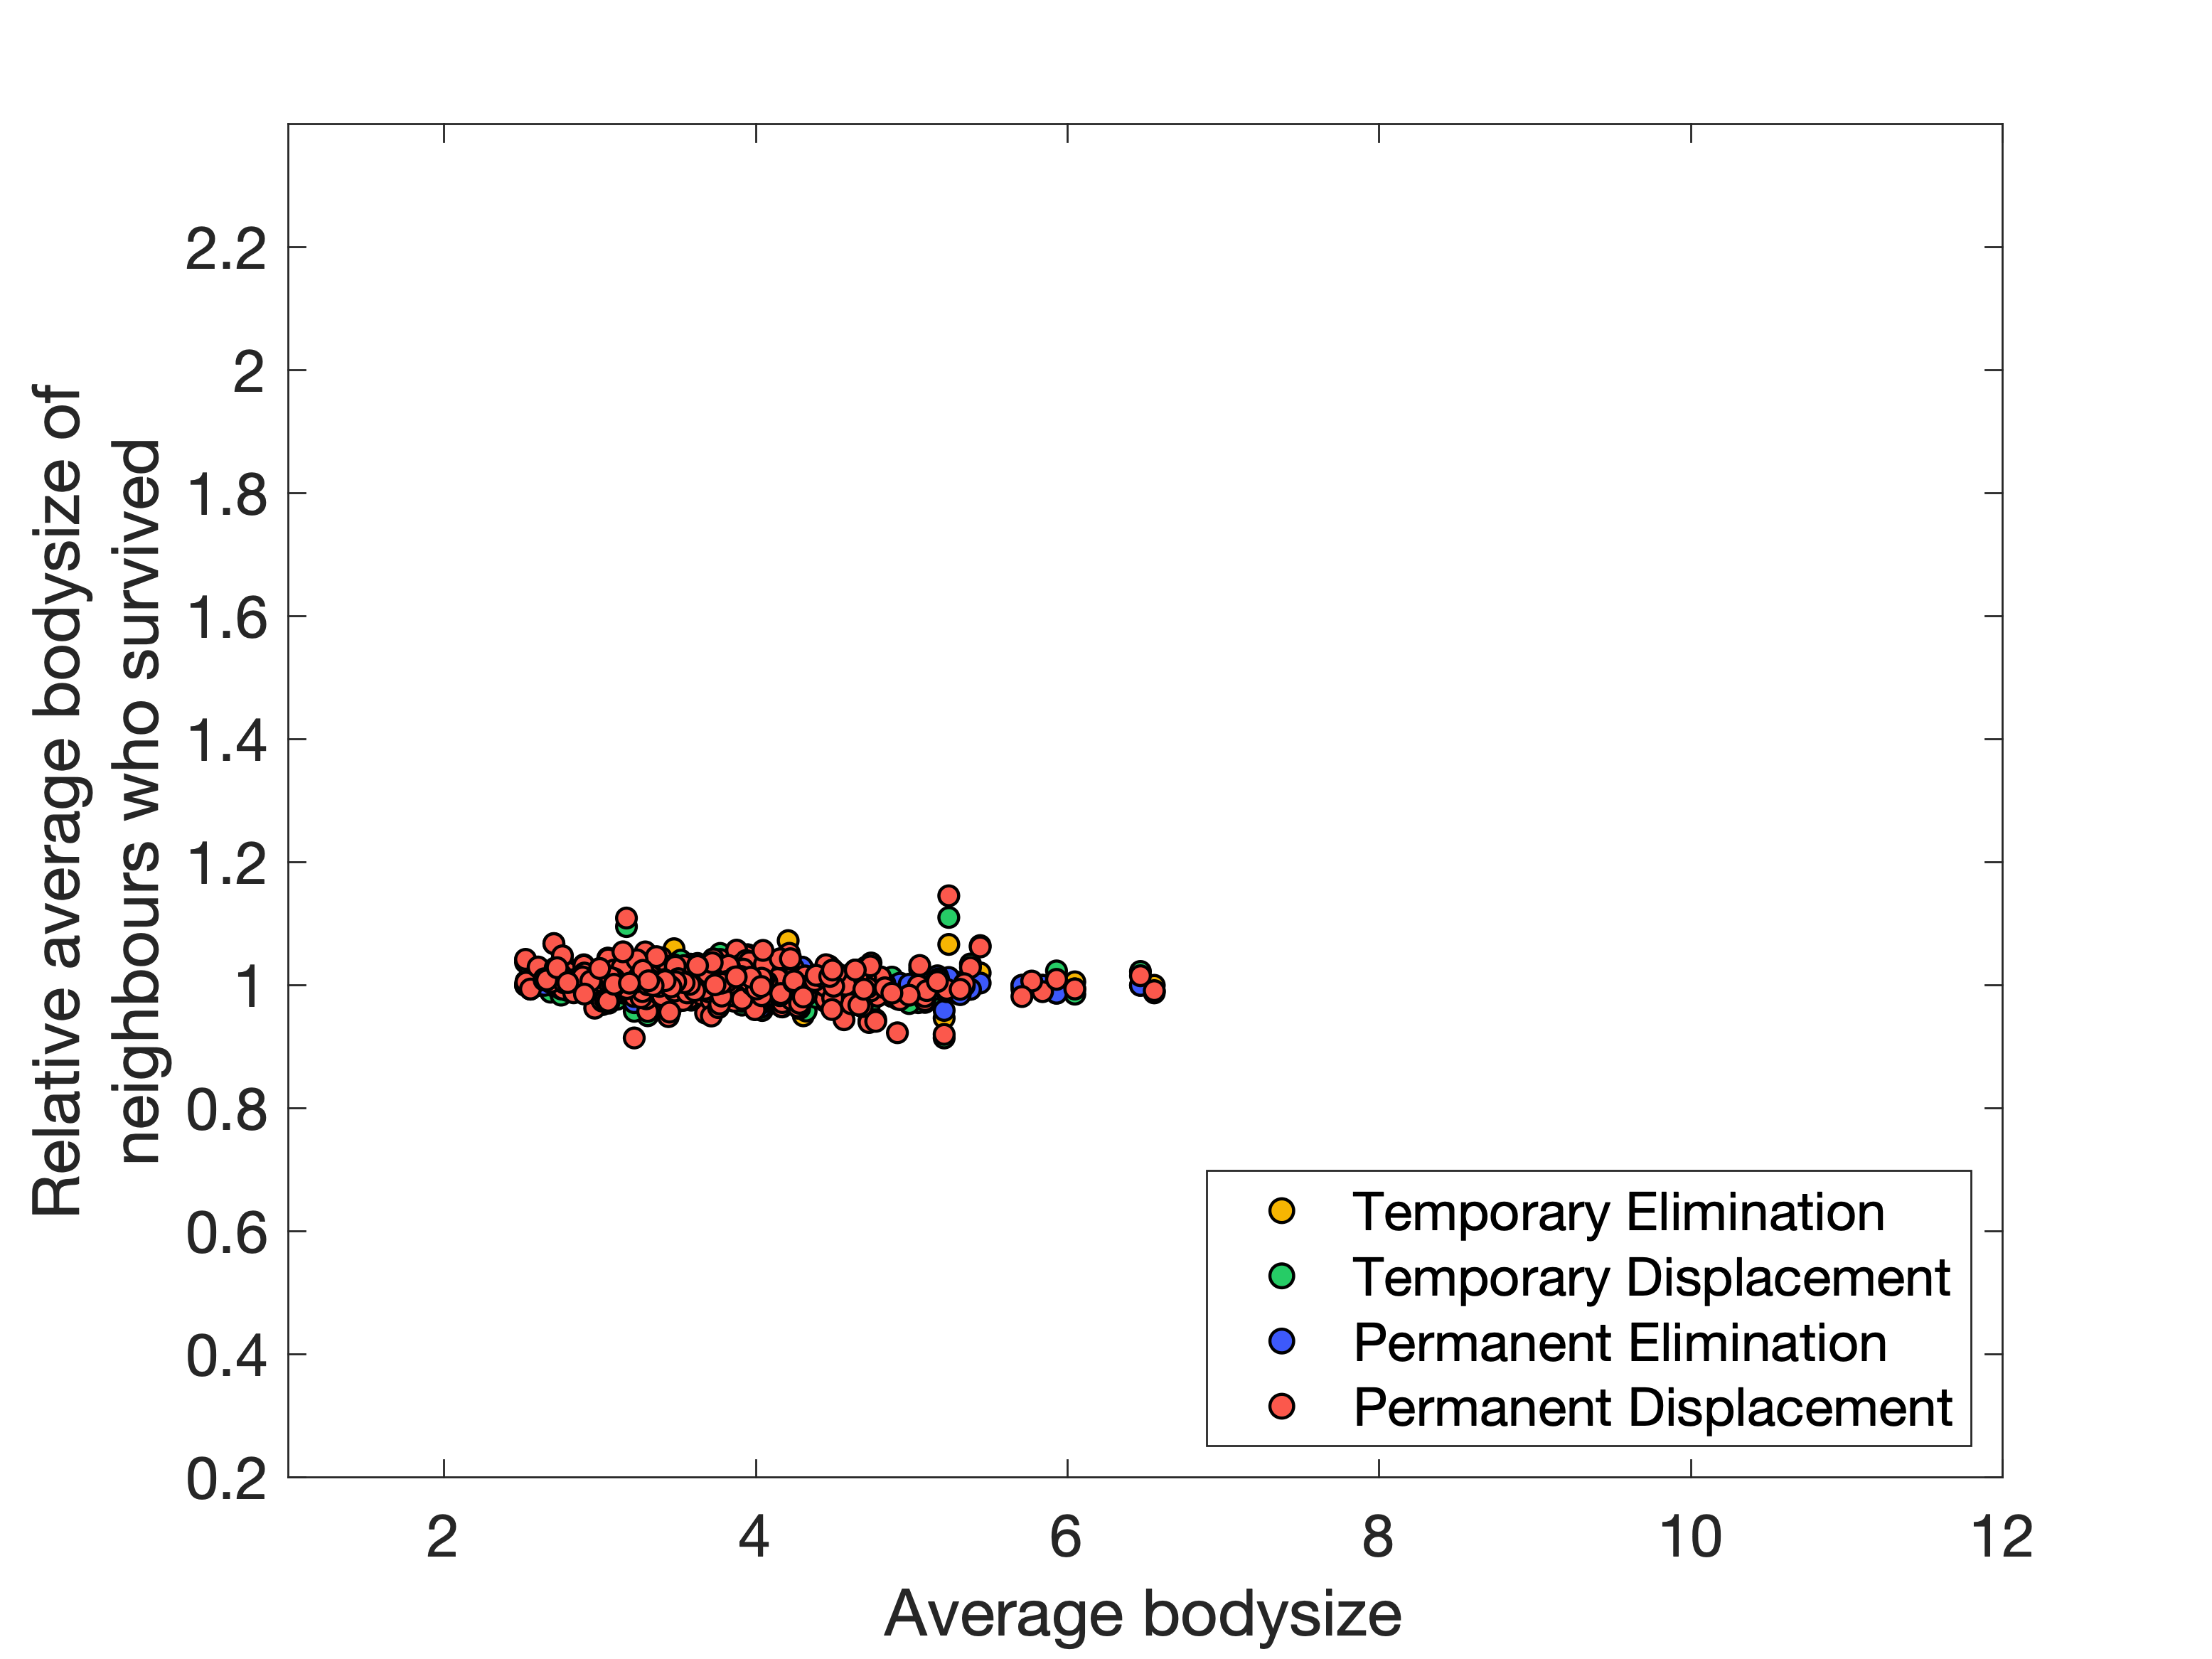 Relative average bodysize of
neighbours who survived
2.2
2
1.8
1.6
1.4
1.2
1
0.8
0.6
0.4
0.2
Temporary Elimination
Temporary Displacement
Permanent Elimination
Permanent Displacement
2 4 6 8 10 12
Average bodysize